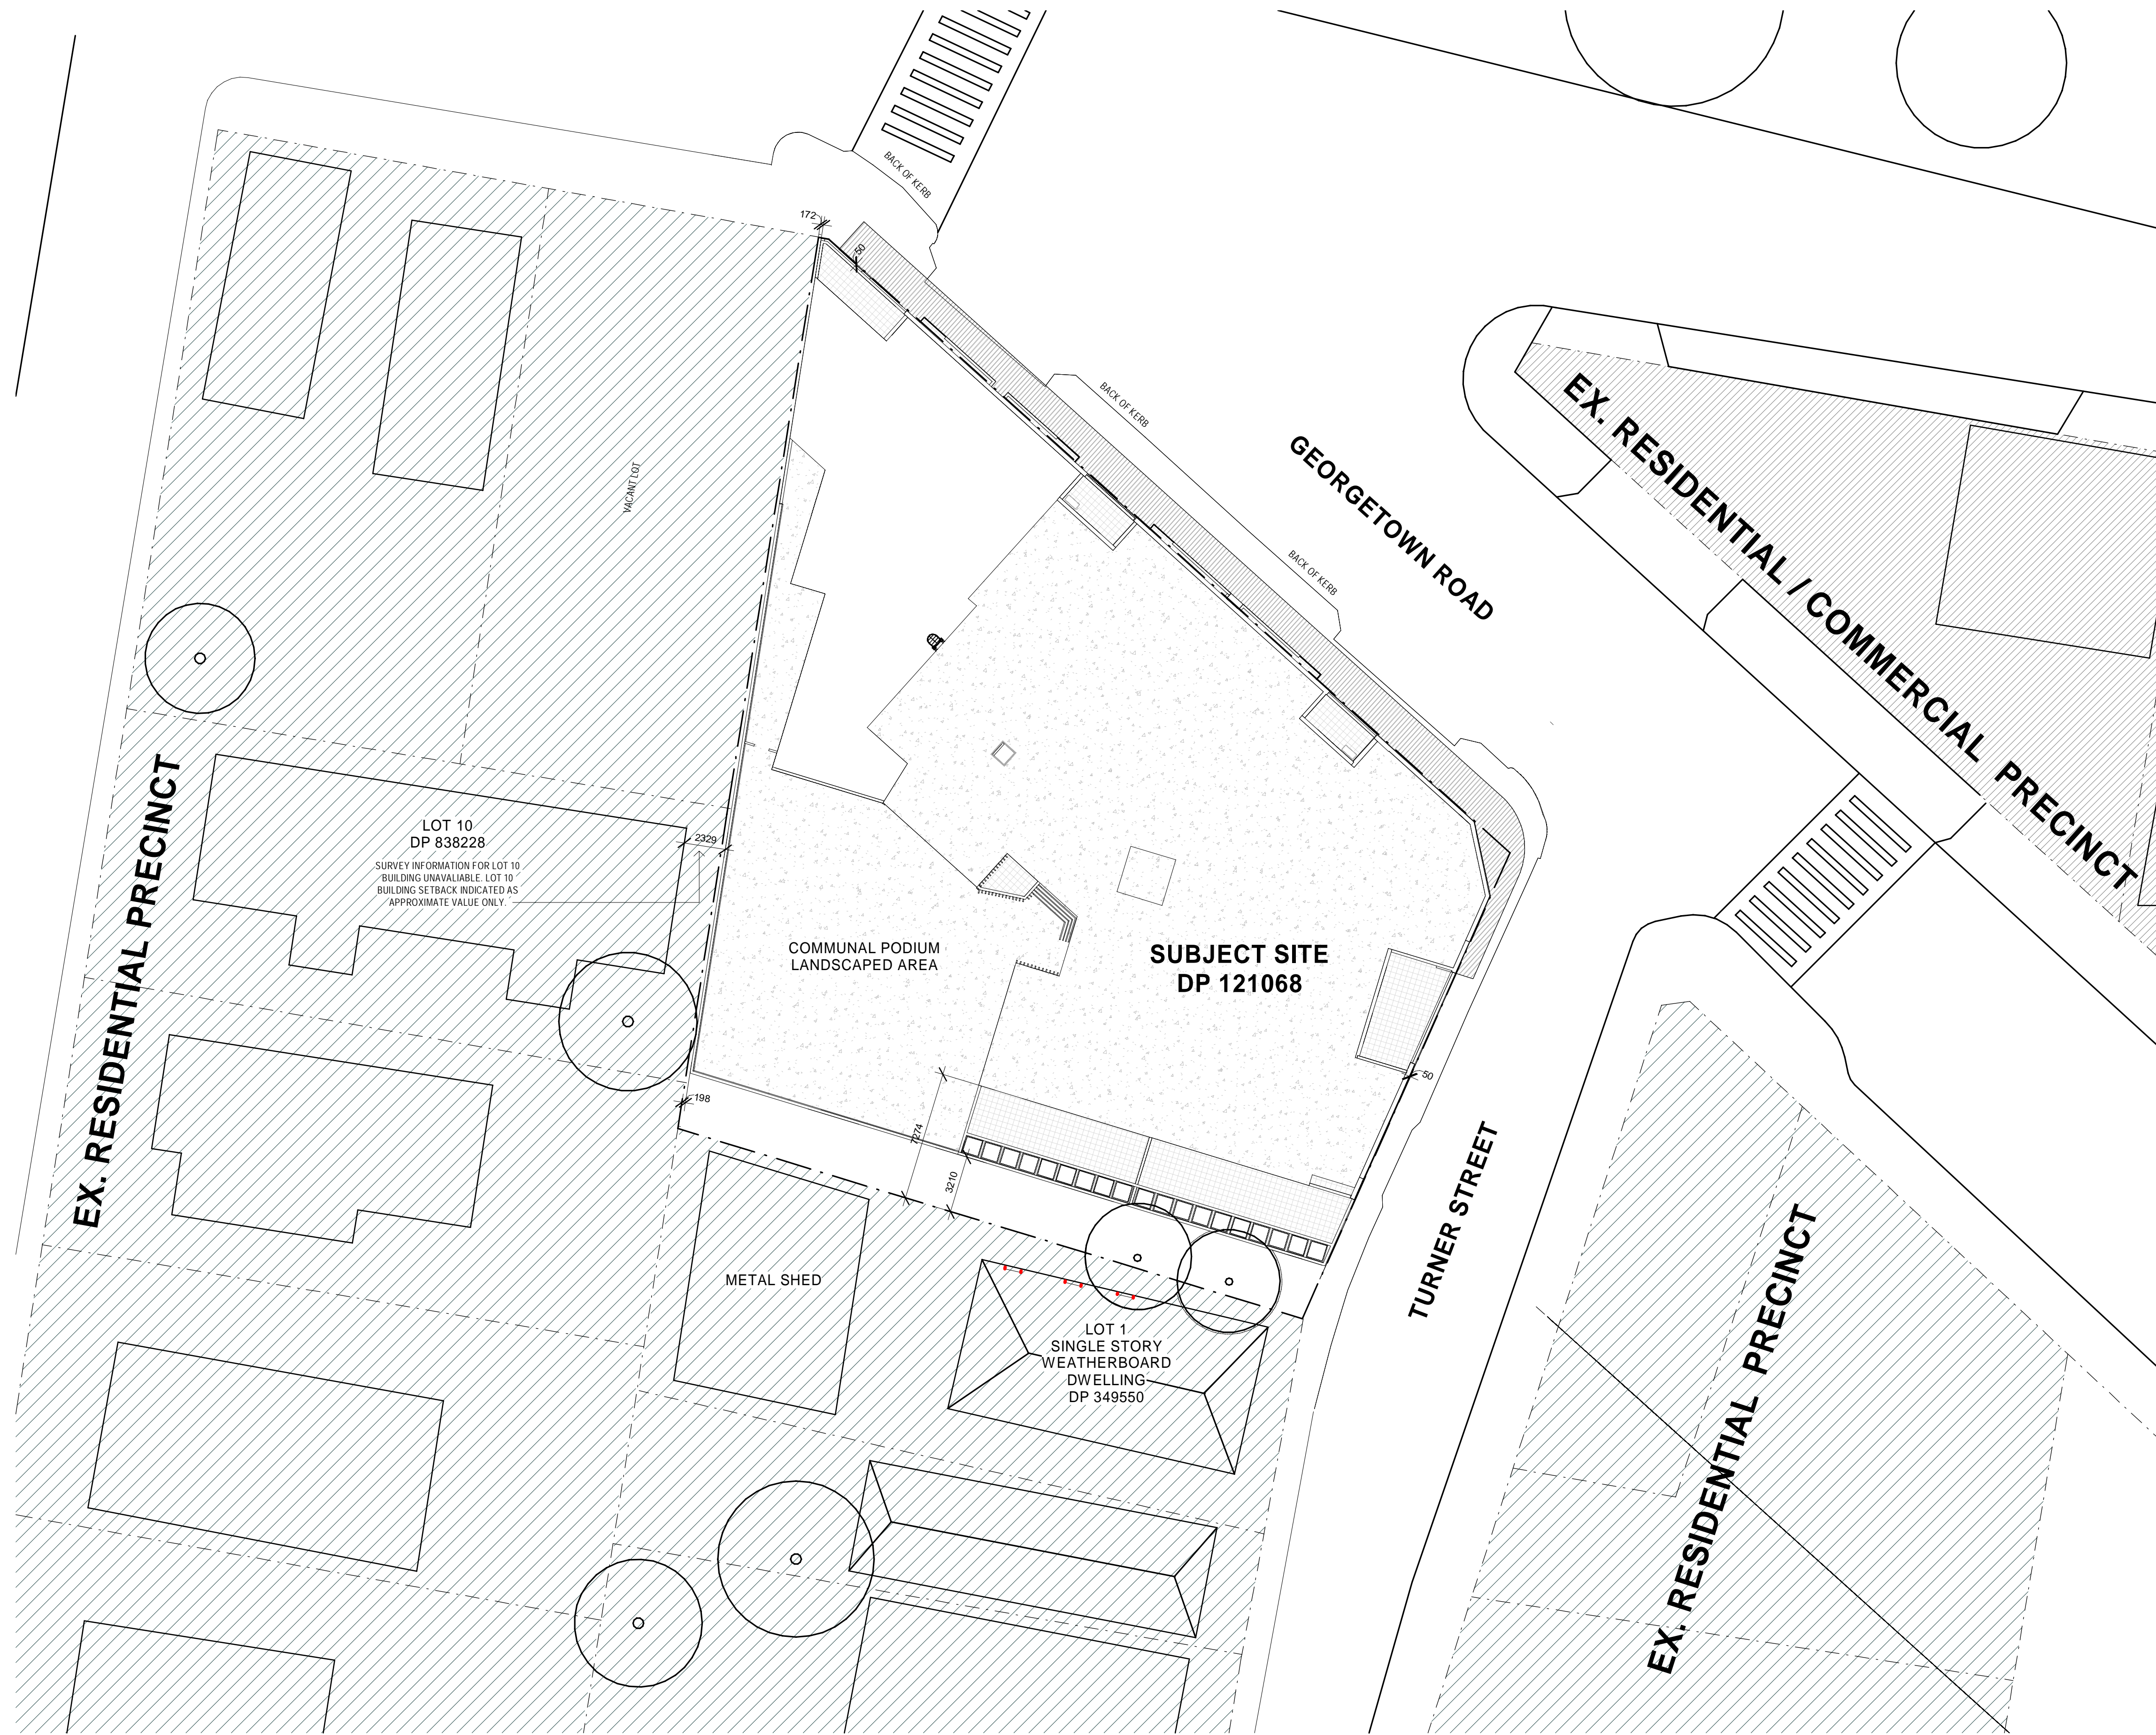 BACK OF KERB
172
50
BACK OF KERB
GEORGETOWN ROAD
BACK OF KERB
EX. RESIDENTIAL / COMMERCIAL PRECINCT
VACANT LOT
EX. RESIDENTIAL PRECINCT
LOT 10
DP 838228
SURVEY INFORMATION FOR LOT 10
BUILDING UNAVALIABLE. LOT 10
BUILDING SETBACK INDICATED AS
APPROXIMATE VALUE ONLY.
2329
COMMUNAL PODIUM
LANDSCAPED AREA
SUBJECT SITE
DP 121068
50
198
7274
3210
TURNER STREET
METAL SHED
LOT 1
SINGLE STORY
WEATHERBOARD
DWELLING
DP 349550
EX. RESIDENTIAL PRECINCT